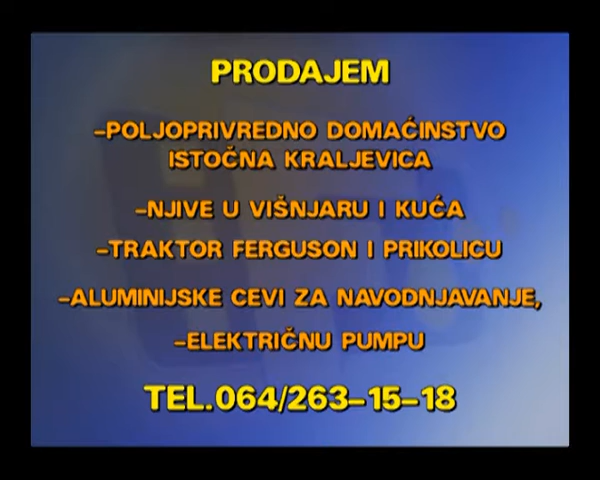 PRODAJEM
-POLJOPRIVREDNO DOMAĆINSTVO
ISTOČNA KRALJEVICA
-NJIVE U VIŠNJARU I KUĆA
-TRAKTOR FERGUSON I PRIKOLICU
-ALUMINIJSKE CEVI ZA NAVODNJAVANJE,
-ELEKTRIČNU PUMPU
TEL.064/263-15-18